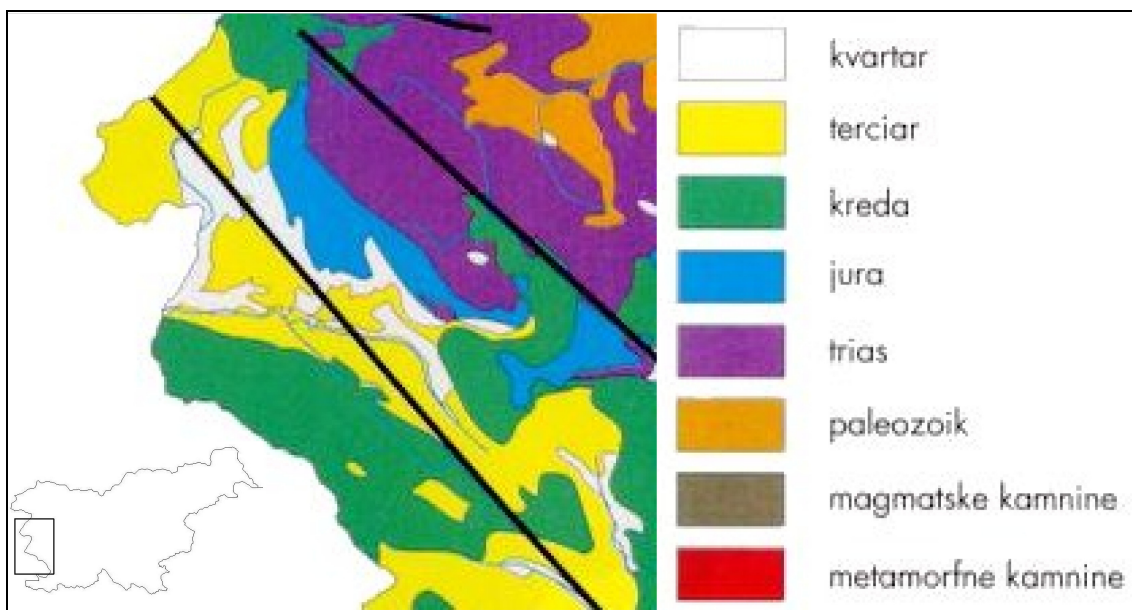 kvartar
terciar
kreda
jura
trias
paleozoik
magmatske kamnine
metamorfne kamnine